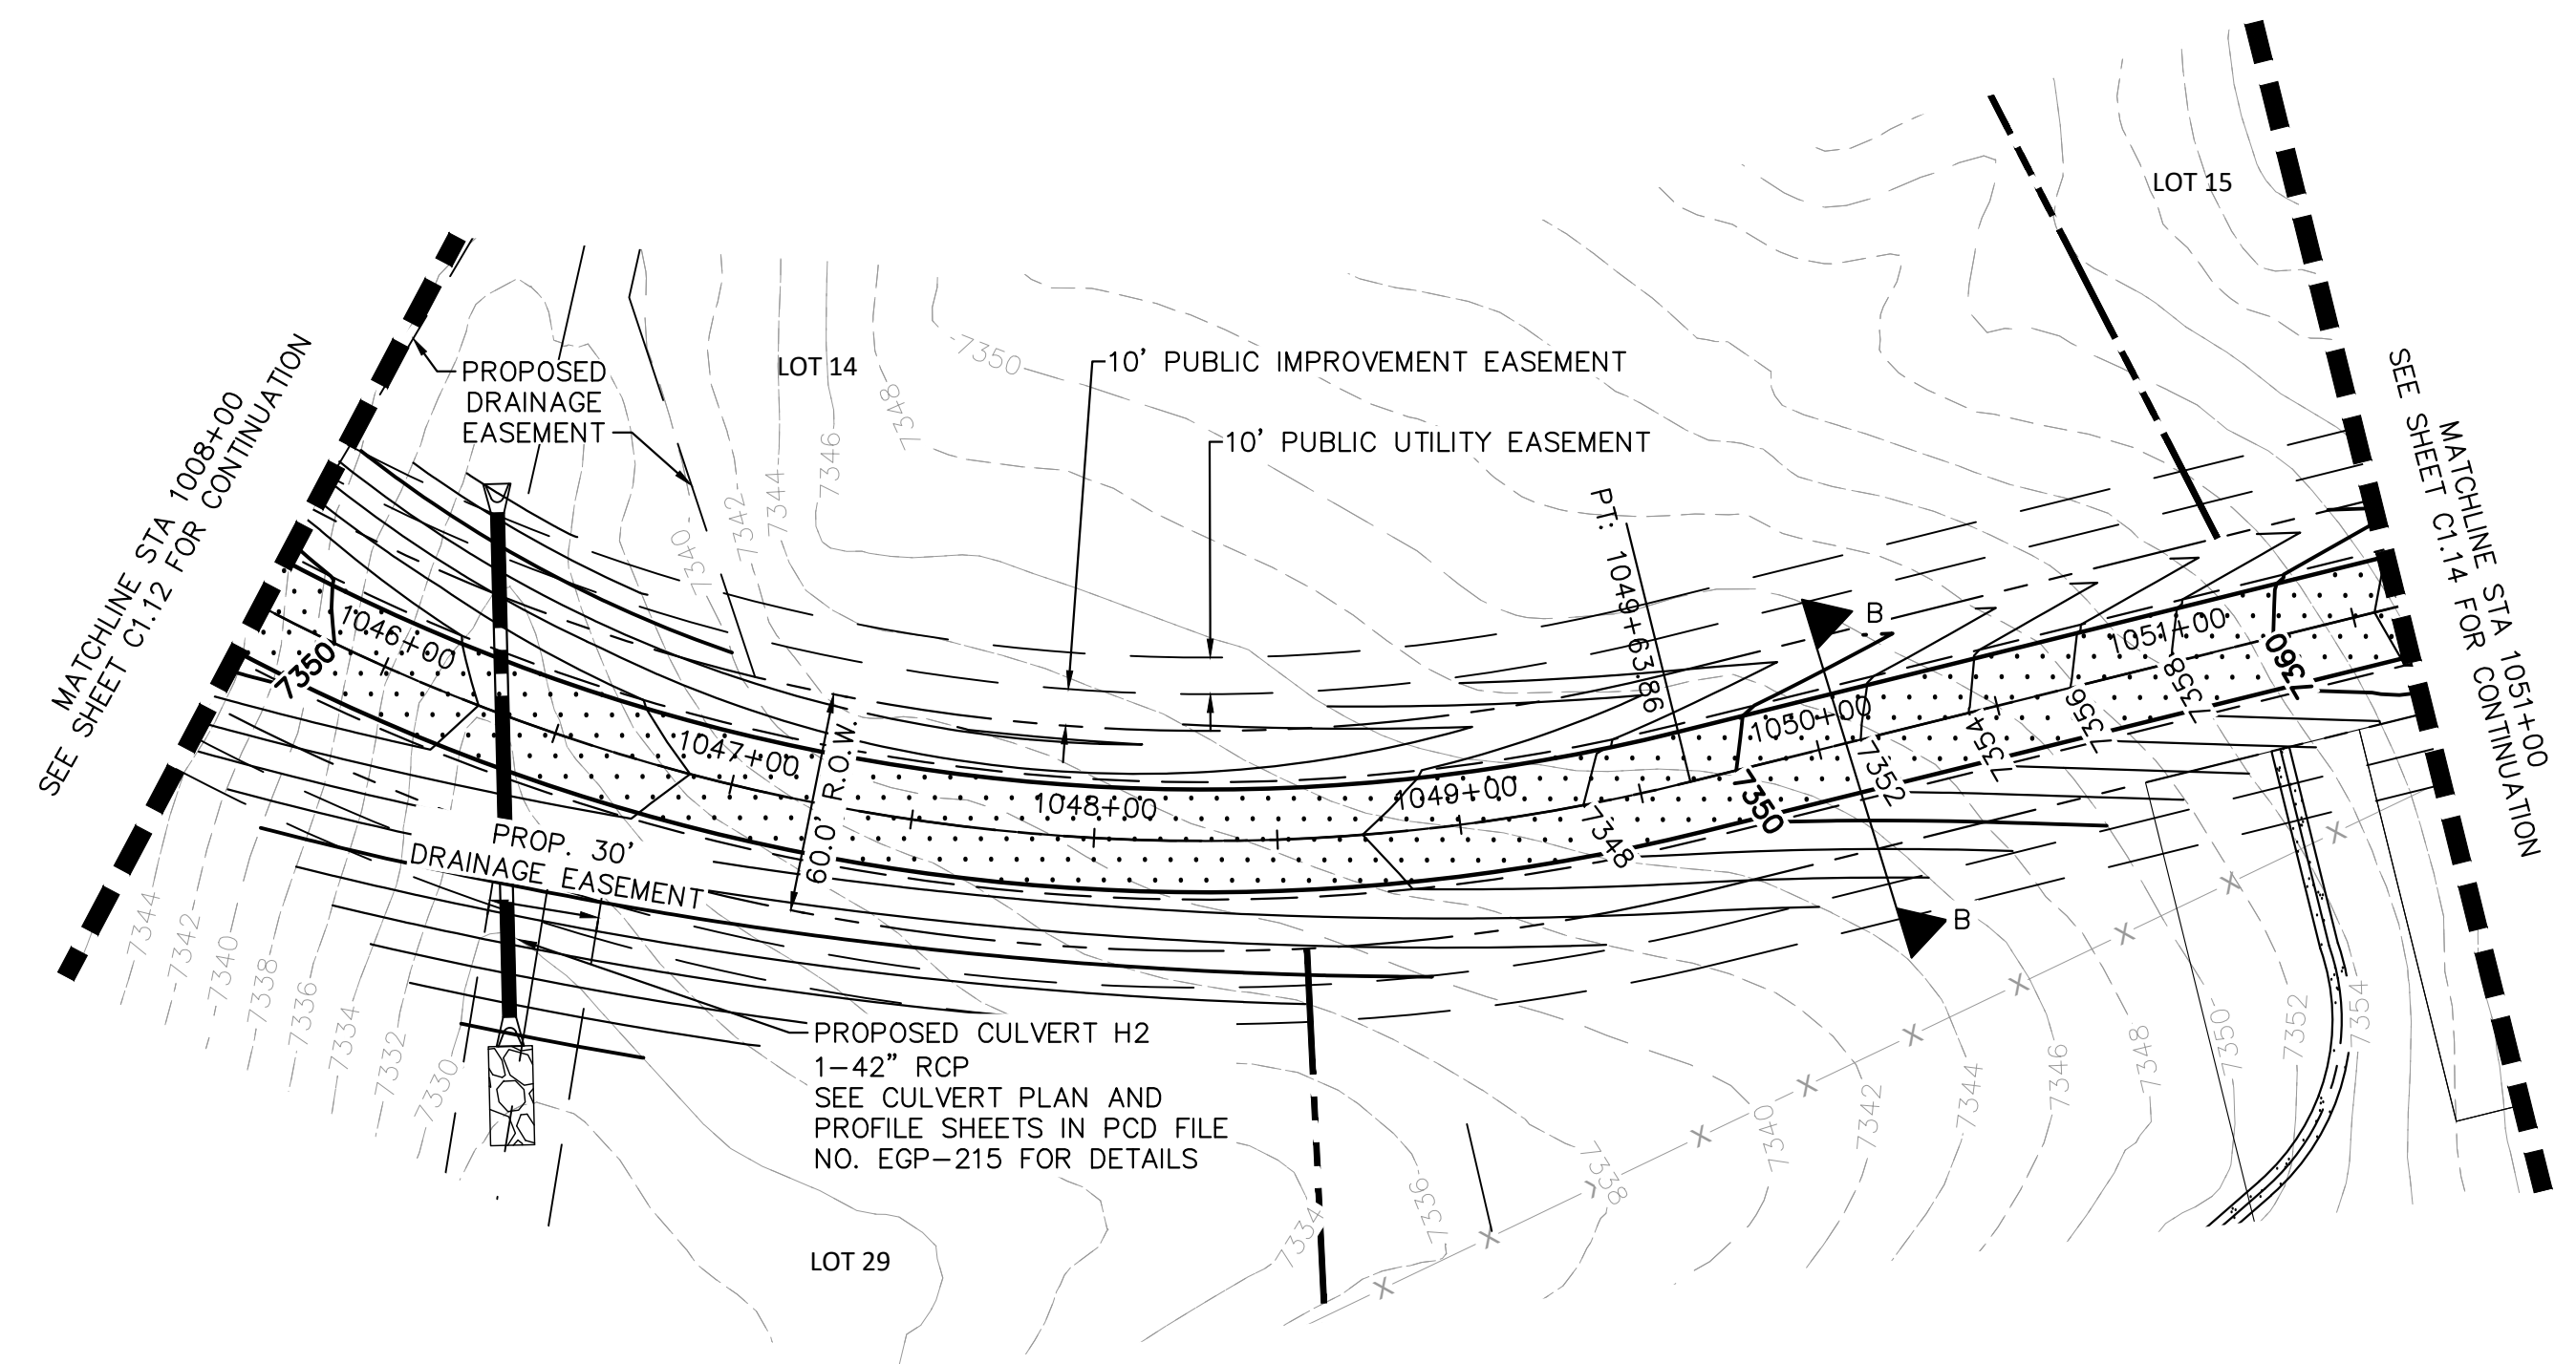 LOT 15
MATCHLINE STA 1008+00
SEE SHEET C1.12 FOR CONTINUATION
PROPOSED
DRAINAGE
EASEMENT
LOT 14
7350
7348
7346
7344
7342
7340
10' PUBLIC IMPROVEMENT EASEMENT
10' PUBLIC UTILITY EASEMENT
PT: 1049+63.86
MATCHLINE STA 1051+00
SEE SHEET C1.14 FOR CONTINUATION
B
1046+00
7350
1047+00
60.0' R.O.W.
1048+00
1049+00
7348
1050+00
7350
7352
7354
7356
7358
1051+00
7360
B
PROP. 30'
DRAINAGE EASEMENT
7344
7342
7340
7338
7336
7334
7332
7330
PROPOSED CULVERT H2
1-42" RCP
SEE CULVERT PLAN AND
PROFILE SHEETS IN PCD FILE
NO. EGP-215 FOR DETAILS
LOT 29
7334
7336
7338
7340
7342
7344
7346
7348
7350
7352
7354
X
X
X
X
X
X
X
X
X